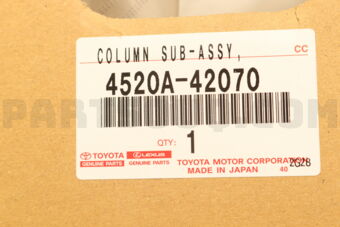 COLUMN SUB-ASSY,
CC
4520A-42070
QTY: 1
TOYOTA
GENUINE PARTS
LEXUS
GENUINE PARTS
TOYOTA MOTOR CORPORATION
MADE IN JAPAN 40
2G28